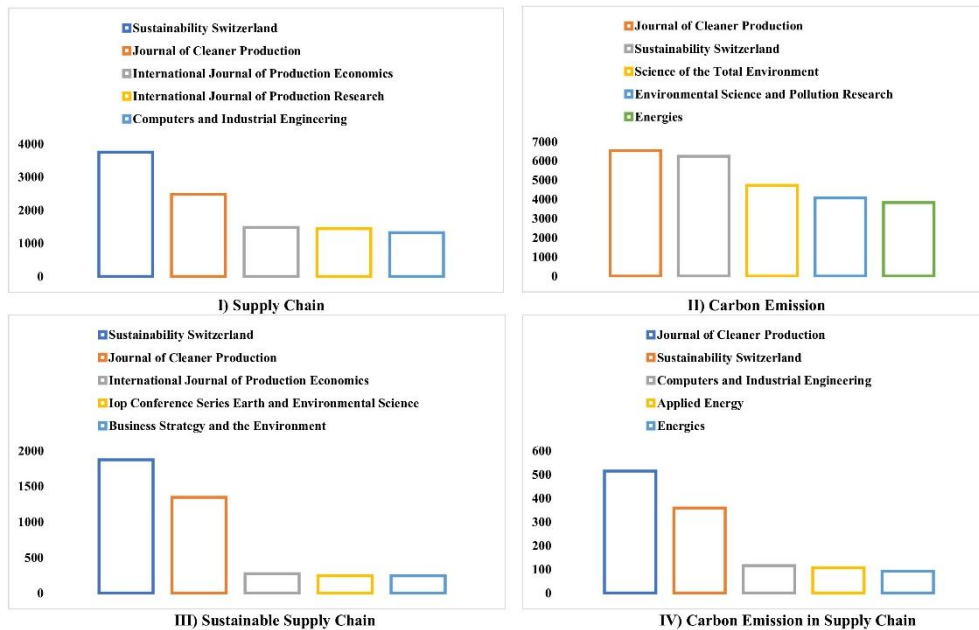 Sustainability Switzerland
Journal of Cleaner Production
International Journal of Production Economics
International Journal of Production Research
Computers and Industrial Engineering
4000
3000
2000
1000
0
I) Supply Chain
Journal of Cleaner Production
Sustainability Switzerland
Science of the Total Environment
Environmental Science and Pollution Research
Energies
7000
6000
5000
4000
3000
2000
1000
0
II) Carbon Emission
Sustainability Switzerland
Journal of Cleaner Production
International Journal of Production Economics
Iop Conference Series Earth and Environmental Science
Business Strategy and the Environment
2000
1500
1000
500
0
III) Sustainable Supply Chain
Journal of Cleaner Production
Sustainability Switzerland
Computers and Industrial Engineering
Applied Energy
Energies
600
500
400
300
200
100
0
IV) Carbon Emission in Supply Chain